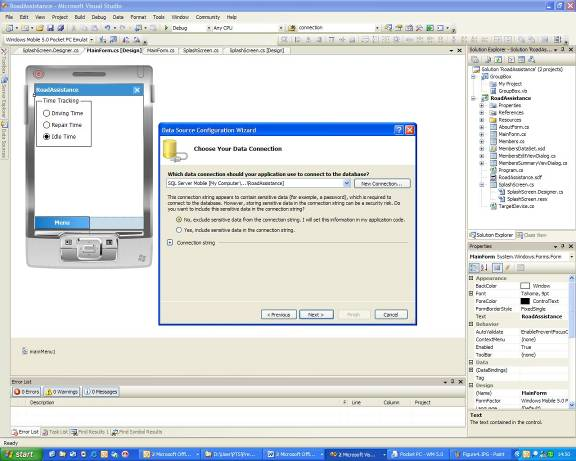 RoadAssistance - Microsoft Visual Studio
File Edit View Project Build Debug Data Format Tools Window Community Help
Debug Any CPU connection
Windows Mobile 5.0 Pocket PC Emulat
SplashScreen.Designer.cs MainForm.cs [Design] MainForm.cs SplashScreen.cs SplashScreen.cs [Design]
Toolbox
Server Explorer
Data Sources
RoadAssistance
Time Tracking
Driving Time
Repair Time
Idle Time
Menu
mainMenu1
Data Source Configuration Wizard
Choose Your Data Connection
Which data connection should your application use to connect to the database?
SQL Server Mobile [My Computer\...\RoadAssistance]
New Connection...
This connection string appears to contain sensitive data (for example, a password), which is required to
connect to the database. However, storing sensitive data in the connection string can be a security risk. Do
you want to include this sensitive data in the connection string?
No, exclude sensitive data from the connection string. I will set this information in my application code.
Yes, include sensitive data in the connection string.
Connection string
< Previous Next > Finish Cancel
Solution Explorer - Solution 'Roadas...
Solution 'RoadAssistance' (2 projects)
GroupBox
My Project
GroupBox.vb
RoadAssistance
Properties
References
Resources
AboutForm.cs
MainForm.cs
Members.cs
MembersDataSet.xsd
MembersEditViewDialog.cs
MembersSummaryViewDialog.cs
Program.cs
RoadAssistance.sdf
SplashScreen.cs
SplashScreen.Designer.cs
SplashScreen.resx
TargetDevice.cs
Solution Explorer Class View
Properties
MainForm System.Windows.Forms.Form
Appearance
BackColor Window
Font Tahoma, 9pt
ForeColor ControlText
FormBorderStyle FixedSingle
Text RoadAssistance
Behavior
AutoValidate EnablePreventFocusC
ContextMenu (none)
Enabled True
ToolBar (none)
Data
(DataBindings)
Tag
Design
(Name) MainForm
FormFactor Windows Mobile 5.0 P
Language (Default)
Text
The text contained in the control.
Error List
0 Errors 0 Warnings 0 Messages
Description F Line Column Project
Error List Task List Find Results 1 Find Symbol Results
Ready
start 2 Microsoft Offi... D:\User\PTS\Pre... 2 Microsoft Offi... 2 Microsoft Vis... Pocket PC - WM 5.0 Figure4.JPG - Paint 14:50